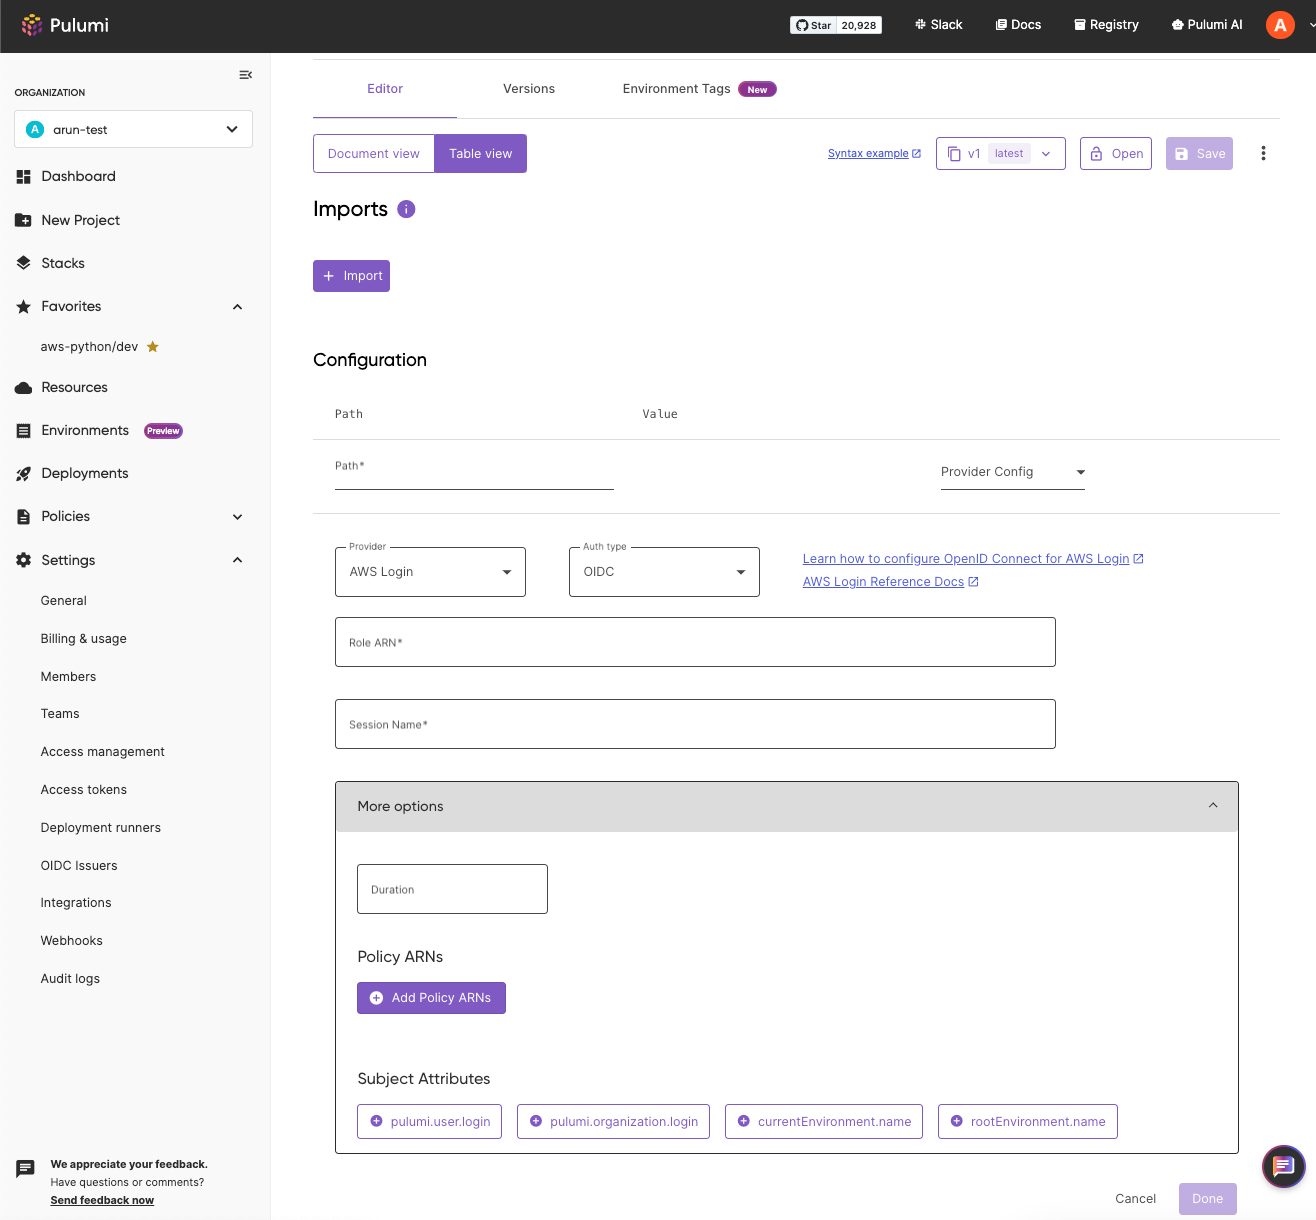 Pulumi
Star 20,928
Slack
Docs
Registry
Pulumi AI
A
ORGANIZATION
A arun-test
Dashboard
New Project
Stacks
Favorites
aws-python/dev
Resources
Environments Preview
Deployments
Policies
Settings
General
Billing & usage
Members
Teams
Access management
Access tokens
Deployment runners
OIDC Issuers
Integrations
Webhooks
Audit logs
We appreciate your feedback.
Have questions or comments?
Send feedback now
Editor
Versions
Environment Tags New
Document view
Table view
Syntax example
v1 latest
Open
Save
Imports
Import
Configuration
Path
Value
Path*
Provider Config
Provider
AWS Login
Auth type
OIDC
Learn how to configure OpenID Connect for AWS Login
AWS Login Reference Docs
Role ARN*
Session Name*
More options
Duration
Policy ARNs
Add Policy ARNs
Subject Attributes
pulumi.user.login
pulumi.organization.login
currentEnvironment.name
rootEnvironment.name
Cancel
Done